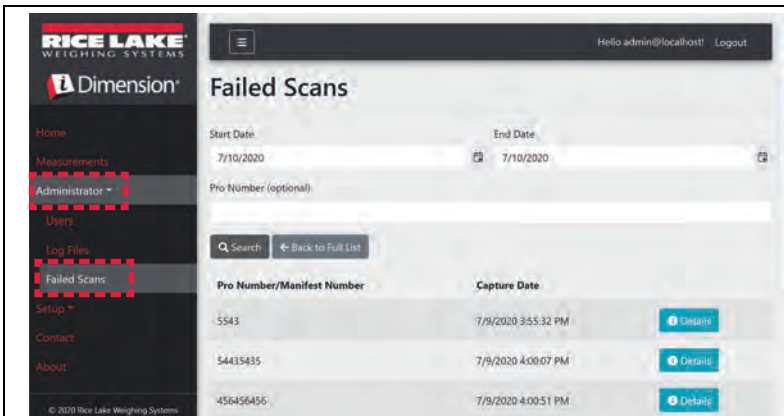 RICE LAKE
WEIGHING SYSTEMS
i Dimension
Home
Measurements
Administrator
Users
Log Files
Failed Scans
Setup
Contact
About
© 2020 Rice Lake Weighing Systems
Hello admin@localhost! Logout
Failed Scans
Start Date End Date
7/10/2020 7/10/2020
Pro Number (optional)
Search Back to Full List
Pro Number/Manifest Number Capture Date
5543 7/9/2020 3:55:32 PM Details
54435435 7/9/2020 4:00:07 PM Details
456456456 7/9/2020 4:00:51 PM Details